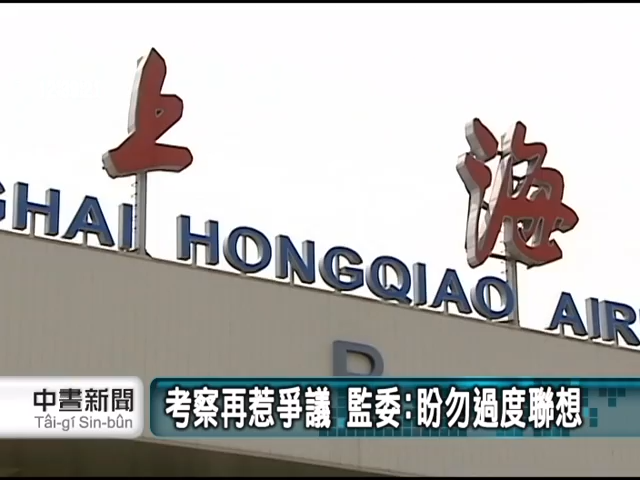 上海
GHAI HONGQIAO AIR
P
中晝新聞
Tâi-gí Sin-bûn
考察再惹爭議 監委:盼勿過度聯想